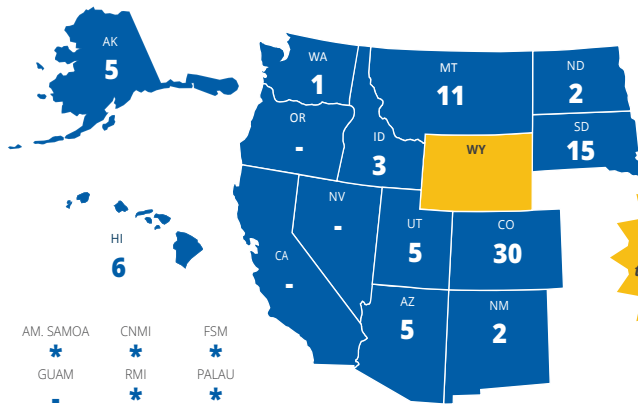 AK
5
WA
1
MT
11
ND
2
OR
-
ID
3
WY
SD
15
HI
6
NV
-
UT
5
CO
30
CA
-
AZ
5
NM
2
AM. SAMOA CNMI FSM
* * *
GUAM RMI PALAU
- * *